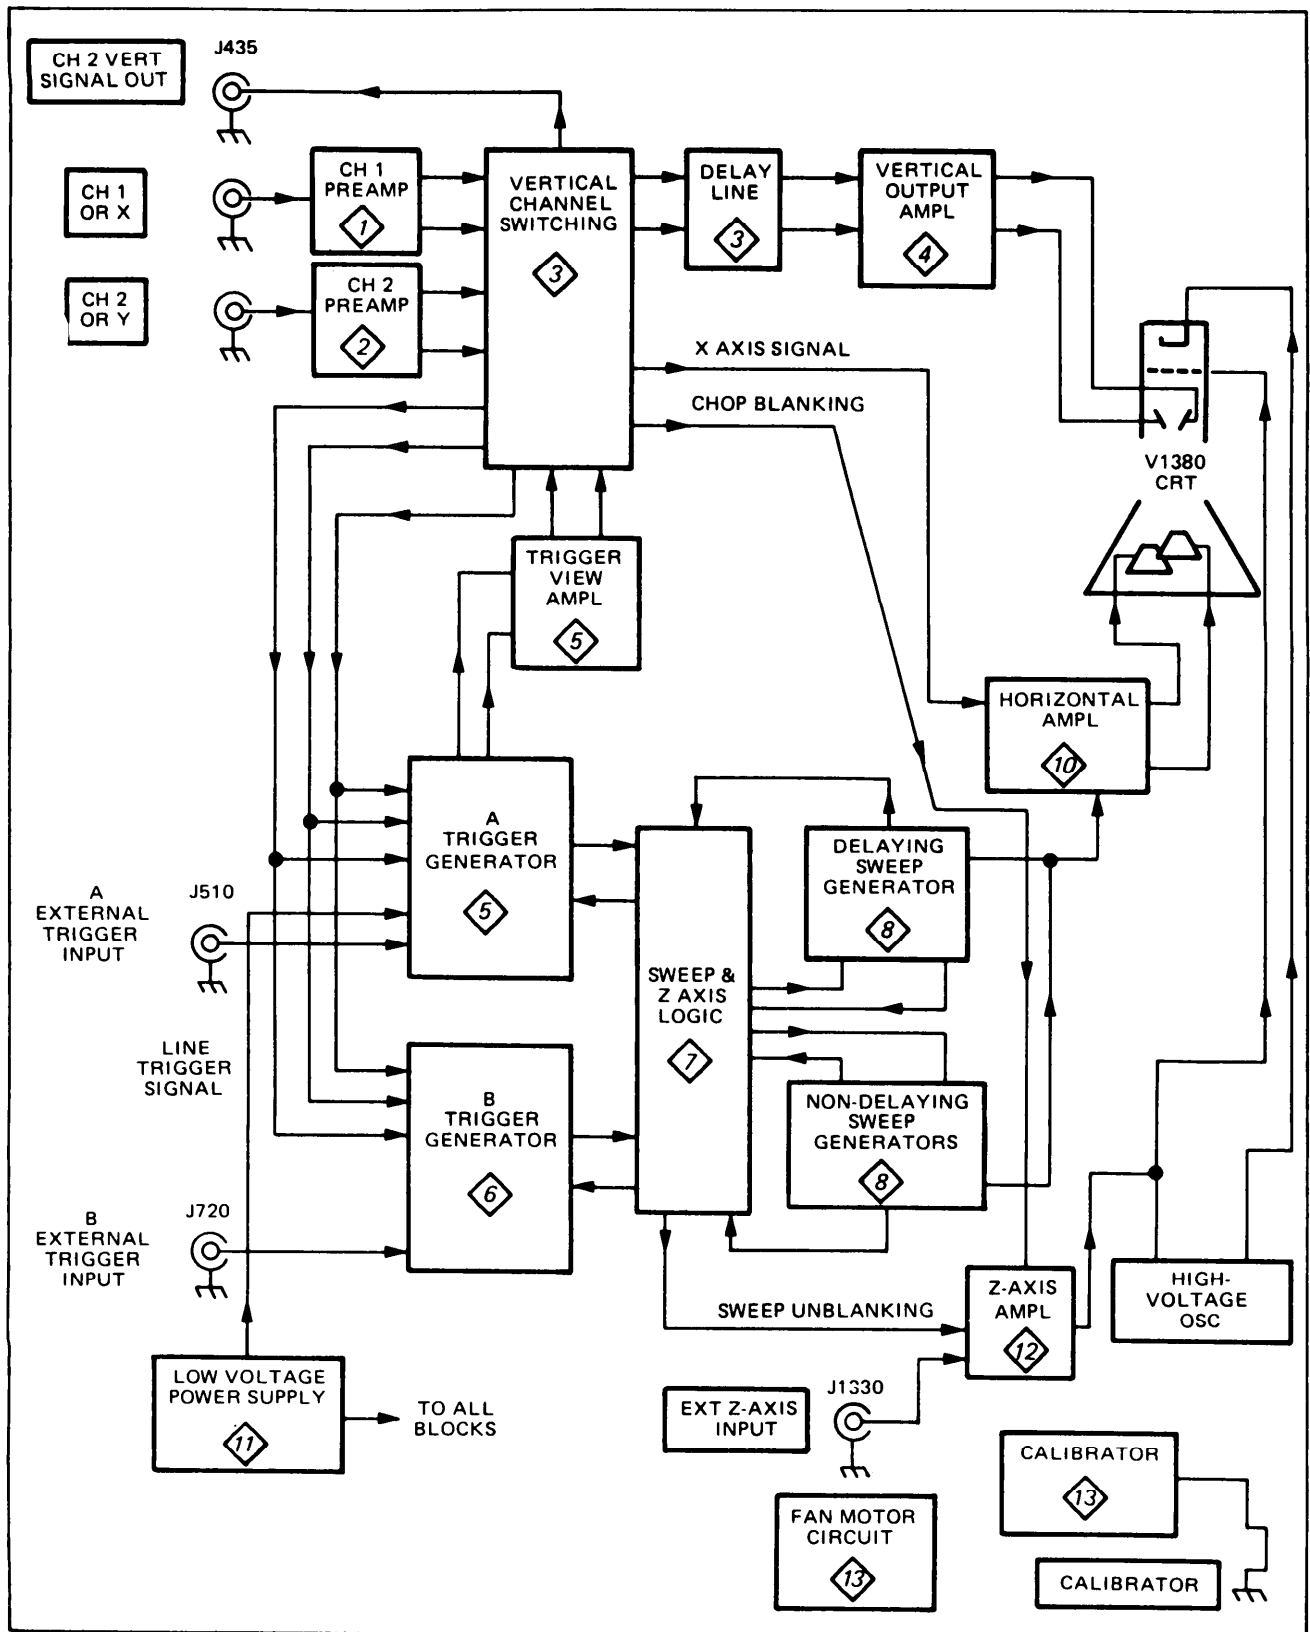 CH 2 VERT
SIGNAL OUT
J435
CH 1
OR X
CH 1
PREAMP
1
VERTICAL
CHANNEL
SWITCHING
3
DELAY
LINE
3
VERTICAL
OUTPUT
AMPL
4
CH 2
OR Y
CH 2
PREAMP
2
X AXIS SIGNAL
CHOP BLANKING
V1380
CRT
TRIGGER
VIEW
AMPL
5
HORIZONTAL
AMPL
10
A
TRIGGER
GENERATOR
5
A
EXTERNAL
TRIGGER
INPUT
J510
SWEEP &
Z AXIS
LOGIC
7
DELAYING
SWEEP
GENERATOR
8
LINE
TRIGGER
SIGNAL
B
TRIGGER
GENERATOR
6
NON-DELAYING
SWEEP
GENERATORS
8
B
EXTERNAL
TRIGGER
INPUT
J720
SWEEP UNBLANKING
Z-AXIS
AMPL
12
HIGH-
VOLTAGE
OSC
LOW VOLTAGE
POWER SUPPLY
11
TO ALL
BLOCKS
EXT Z-AXIS
INPUT
J1330
CALIBRATOR
13
FAN MOTOR
CIRCUIT
13
CALIBRATOR